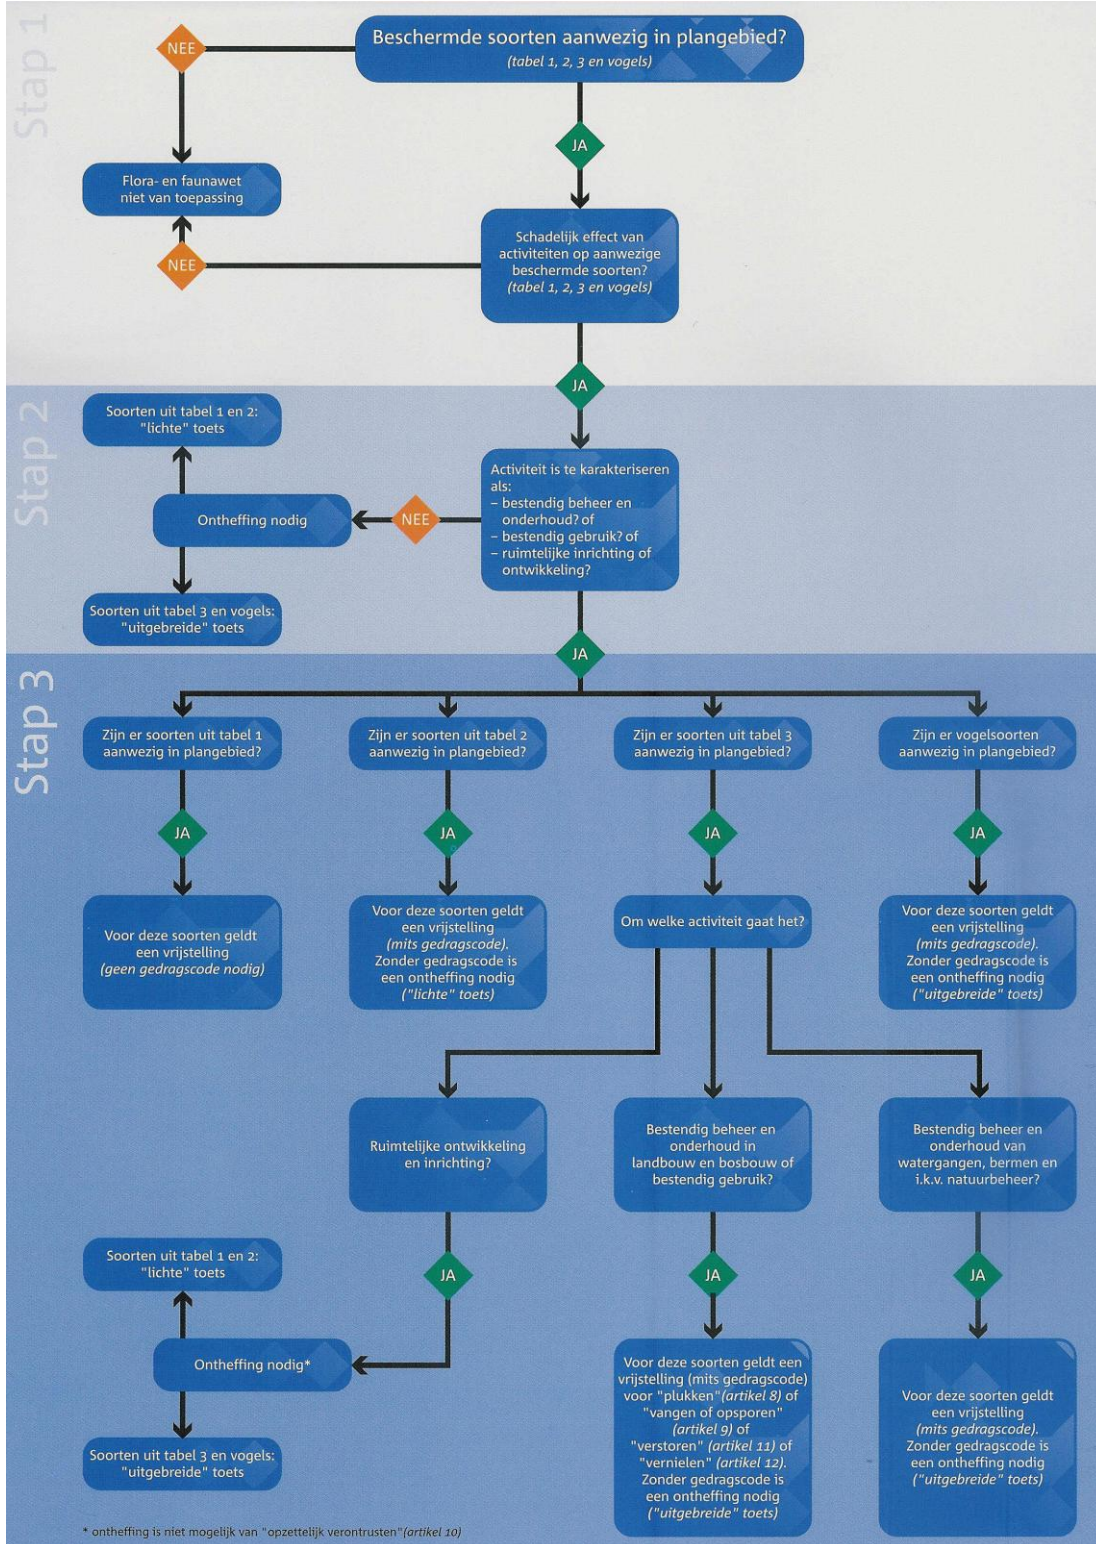 Stap 1
Beschermde soorten aanwezig in plangebied?
(tabel 1, 2, 3 en vogels)
NEE
JA
Flora- en faunawet
niet van toepassing
Schadelijk effect van
activiteiten op aanwezige
beschermde soorten?
(tabel 1, 2, 3 en vogels)
NEE
JA
Stap 2
Soorten uit tabel 1 en 2:
"lichte" toets
Activiteit is te karakteriseren
als:
– bestendig beheer en
onderhoud? of
– bestendig gebruik? of
– ruimtelijke inrichting of
ontwikkeling?
NEE
Ontheffing nodig
Soorten uit tabel 3 en vogels:
"uitgebreide" toets
JA
Stap 3
Zijn er soorten uit tabel 1
aanwezig in plangebied?
Zijn er soorten uit tabel 2
aanwezig in plangebied?
Zijn er soorten uit tabel 3
aanwezig in plangebied?
Zijn er vogelsoorten
aanwezig in plangebied?
JA
JA
JA
JA
Voor deze soorten geldt
een vrijstelling
(geen gedragscode nodig)
Voor deze soorten geldt
een vrijstelling
(mits gedragscode).
Zonder gedragscode is
een ontheffing nodig
("lichte" toets)
Om welke activiteit gaat het?
Voor deze soorten geldt
een vrijstelling
(mits gedragscode).
Zonder gedragscode is
een ontheffing nodig
("uitgebreide" toets)
Ruimtelijke ontwikkeling
en inrichting?
Bestendig beheer en
onderhoud in
landbouw en bosbouw of
bestendig gebruik?
Bestendig beheer en
onderhoud van
watergangen, bermen en
i.k.v. natuurbeheer?
JA
JA
JA
Soorten uit tabel 1 en 2:
"lichte" toets
Ontheffing nodig*
Soorten uit tabel 3 en vogels:
"uitgebreide" toets
Voor deze soorten geldt een
vrijstelling (mits gedragscode)
voor "plukken"(artikel 8) of
"vangen of opsporen"
(artikel 9) of
"verstoren" (artikel 11) of
"vernielen" (artikel 12).
Zonder gedragscode is
een ontheffing nodig
("uitgebreide" toets)
Voor deze soorten geldt
een vrijstelling
(mits gedragscode).
Zonder gedragscode is
een ontheffing nodig
("uitgebreide" toets)
* ontheffing is niet mogelijk van "opzettelijk verontrusten"(artikel 10)